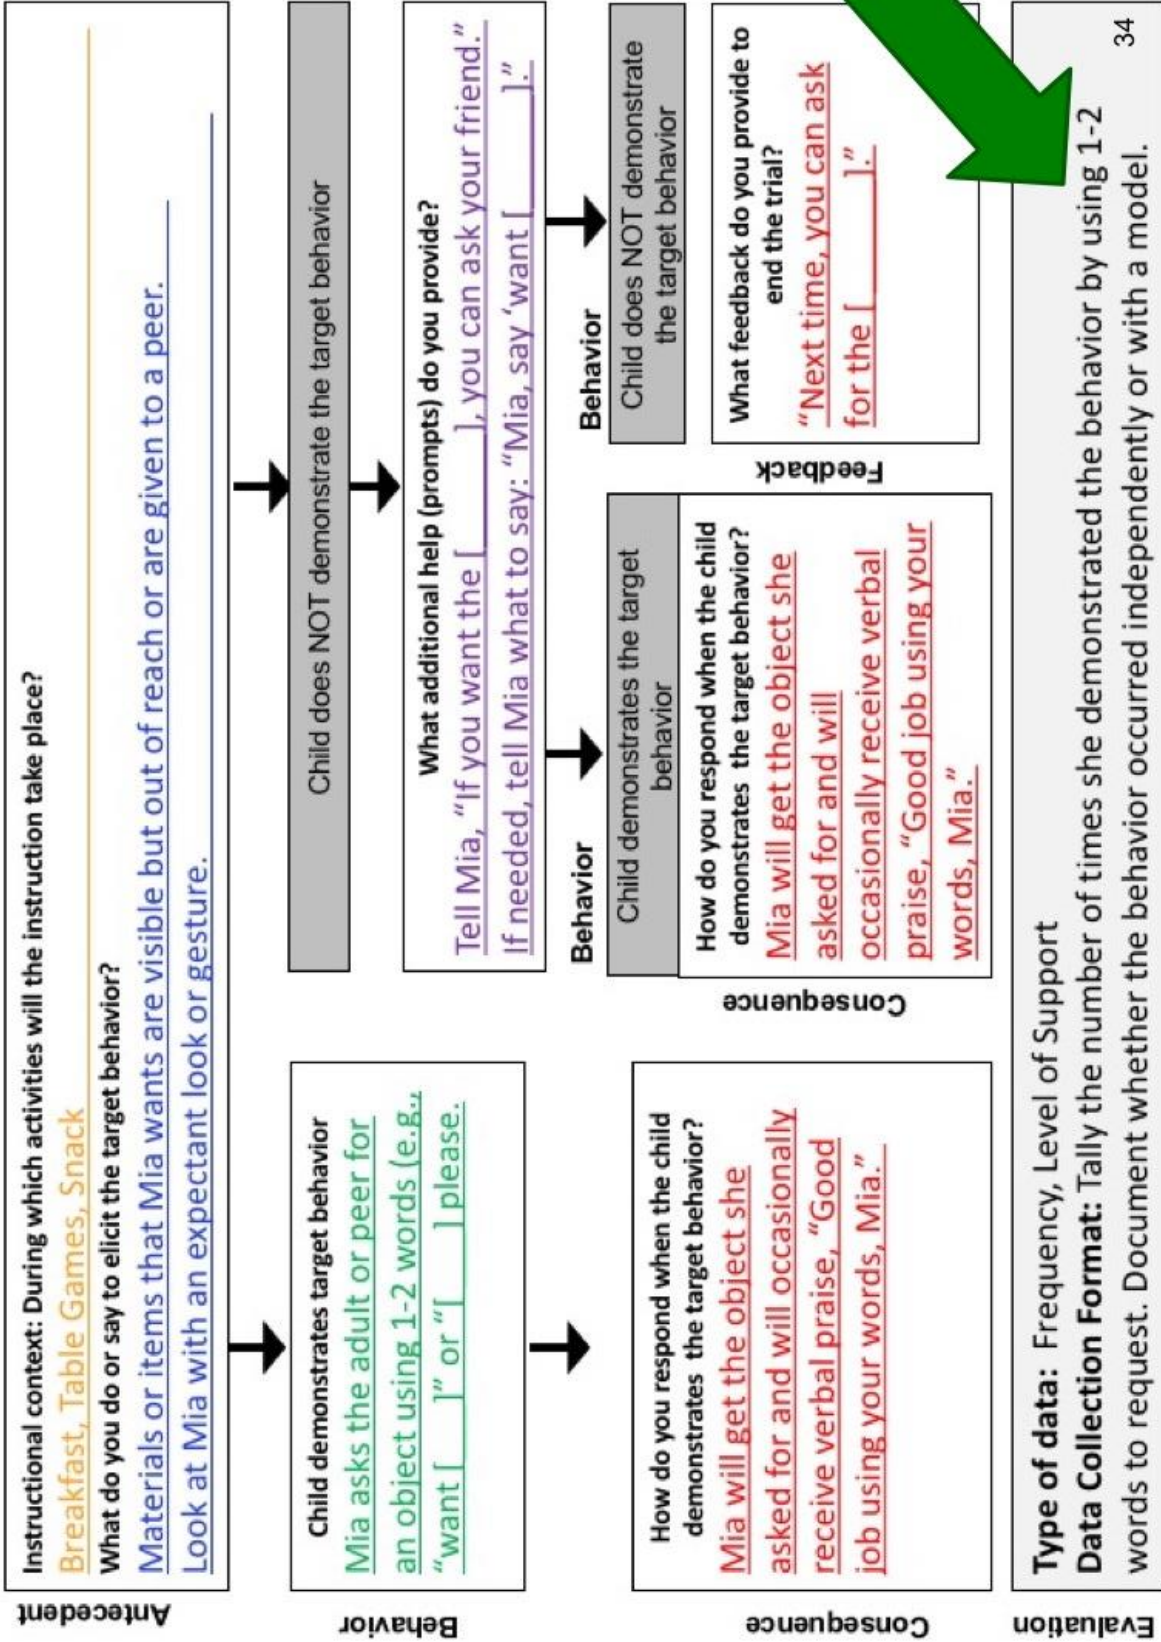 Antecedent
Instructional context: During which activities will the instruction take place?
Breakfast, Table Games, Snack
What do you do or say to elicit the target behavior?
Materials or items that Mia wants are visible but out of reach or are given to a peer.
Look at Mia with an expectant look or gesture.
Behavior
Child demonstrates target behavior
Mia asks the adult or peer for
an object using 1-2 words (e.g.,
“want [____]” or “[____] please.
Consequence
How do you respond when the child
demonstrates the target behavior?
Mia will get the object she
asked for and will occasionally
receive verbal praise, “Good
job using your words, Mia.”
Child does NOT demonstrate the target behavior
What additional help (prompts) do you provide?
Tell Mia, “If you want the [______], you can ask your friend.”
If needed, tell Mia what to say: “Mia, say ‘want [______].”
Behavior
Child demonstrates the target
behavior
Consequence
How do you respond when the child
demonstrates the target behavior?
Mia will get the object she
asked for and will
occasionally receive verbal
praise, “Good job using your
words, Mia.”
Behavior
Child does NOT demonstrate
the target behavior
Feedback
What feedback do you provide to
end the trial?
“Next time, you can ask
for the [______].”
Evaluation
Type of data: Frequency, Level of Support
Data Collection Format: Tally the number of times she demonstrated the behavior by using 1-2
words to request. Document whether the behavior occurred independently or with a model.
34